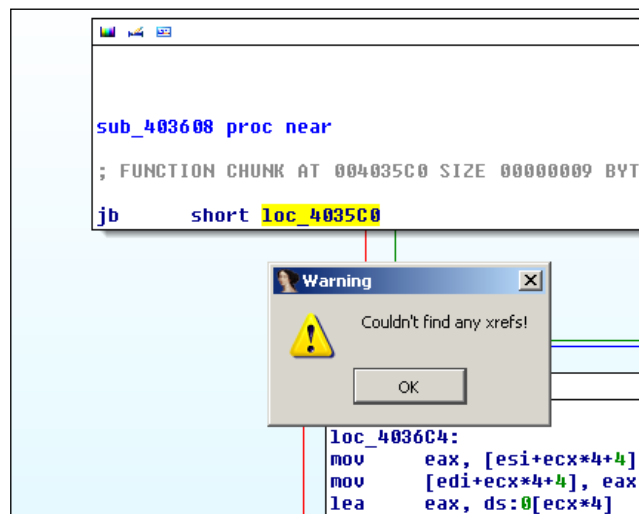 sub_403608 proc near
; FUNCTION CHUNK AT 004035C0 SIZE 00000009 BYT
jb short loc_4035C0
Warning
Couldn't find any xrefs!
OK
loc_4036C4:
mov eax, [esi+ecx*4+4]
mov [edi+ecx*4+4], eax
lea eax, ds:0[ecx*4]